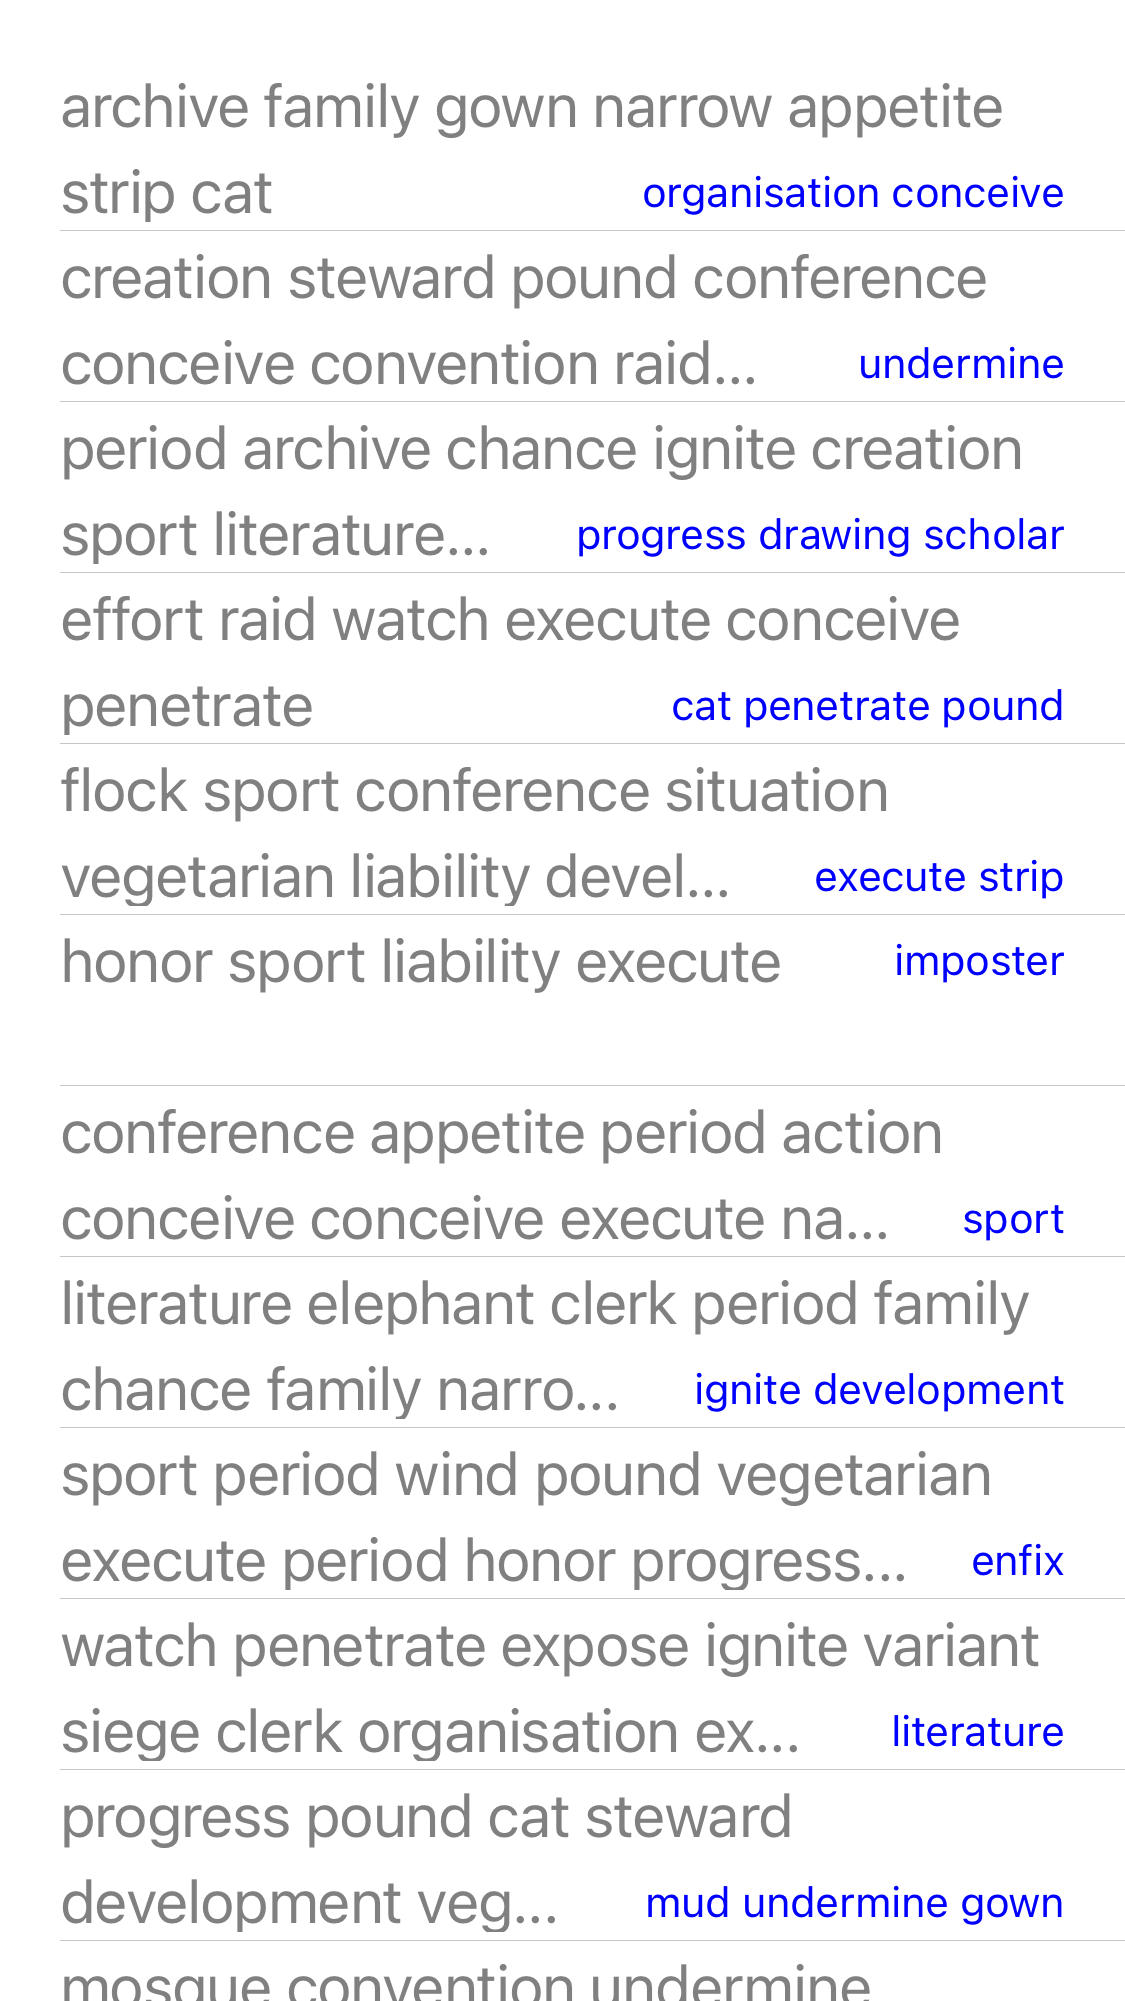 archive family gown narrow appetite
strip cat organisation conceive
creation steward pound conference
conceive convention raid... undermine
period archive chance ignite creation
sport literature... progress drawing scholar
effort raid watch execute conceive
penetrate cat penetrate pound
flock sport conference situation
vegetarian liability devel... execute strip
honor sport liability execute imposter
conference appetite period action
conceive conceive execute na... sport
literature elephant clerk period family
chance family narro... ignite development
sport period wind pound vegetarian
execute period honor progress... enfix
watch penetrate expose ignite variant
siege clerk organisation ex... literature
progress pound cat steward
development veg... mud undermine gown
mosque convention undermine